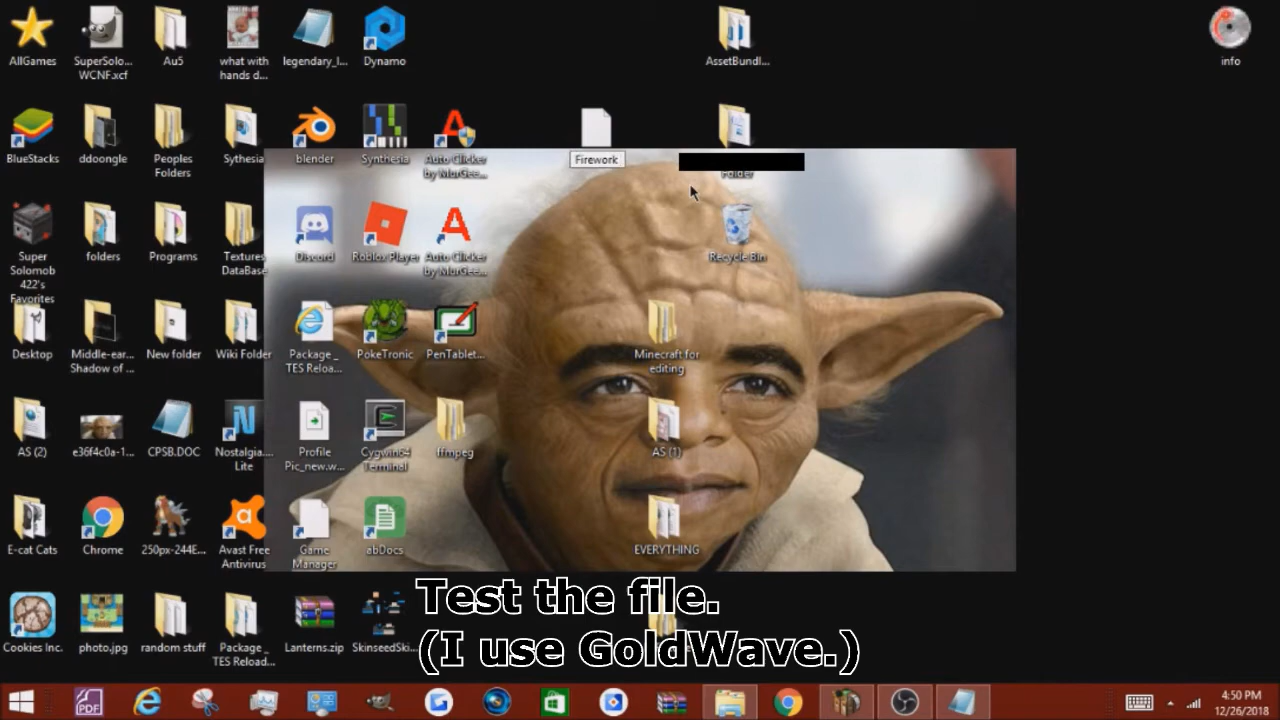 AllGames
SuperSolo...
WCNF.xcf
Au5
what with
hands d...
legendary_l...
Dynamo
AssetBundl...
info
BlueStacks
ddoongle
Peoples
Folders
Sythesia
blender
Synthesia
Auto Clicker
by MurGee...
Firework
Folder
Super
Solomob
422's
Favorites
folders
Programs
Textures
DataBase
Discord
Roblox Player
Auto Clicker
by MurGee...
Recycle Bin
Desktop
Middle-ear...
Shadow of ...
New folder
Wiki Folder
Package_
TES Reloa...
PokeTronic
PenTablet...
Minecraft for
editing
AS (2)
e36f4c0a-1...
CPSB.DOC
Nostalgia....
Lite
Profile
Pic_new.w...
Cygwin64
Terminal
ffmpeg
AS (1)
E-cat Cats
Chrome
250px-244E...
Avast Free
Antivirus
Game
Manager
abDocs
EVERYTHING
Cookies Inc.
photo.jpg
random stuff
Package_
TES Reload...
Lanterns.zip
SkinseedSki...
Test the file.
(I use GoldWave.)
PDF
4:50 PM
12/26/2018